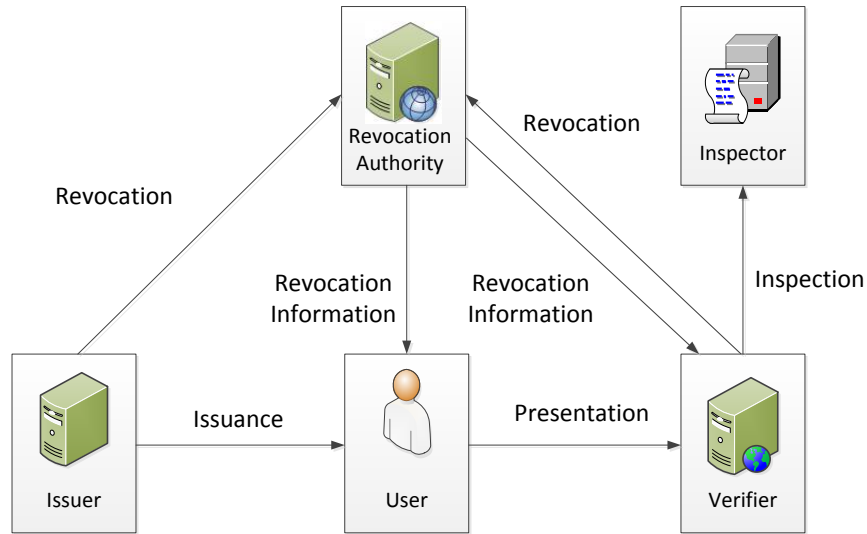 Revocation
Authority
Inspector
Revocation
Revocation
Revocation
Information
Revocation
Information
Inspection
Issuance
Presentation
Issuer
User
Verifier